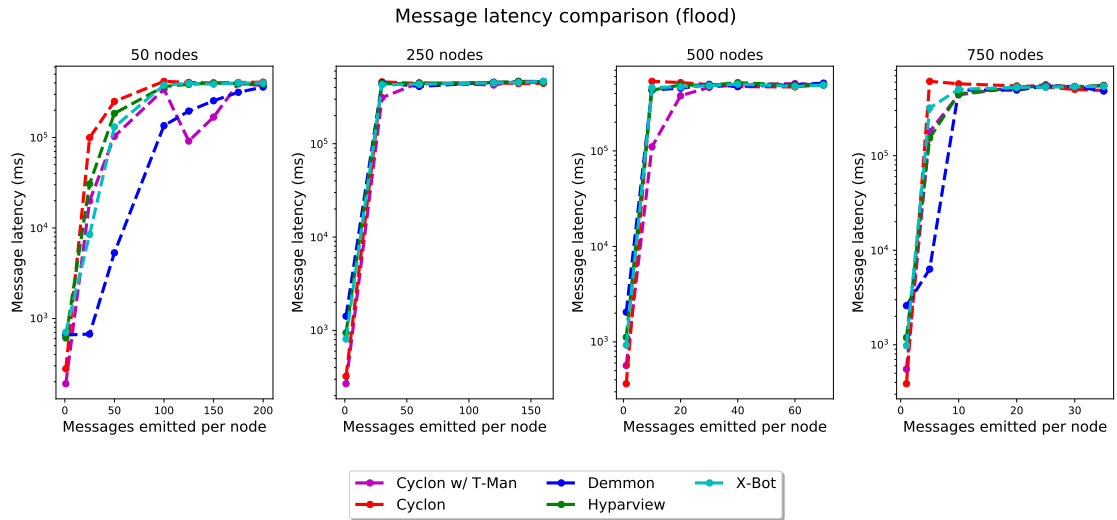 Message latency comparison (flood)
50 nodes
Message latency (ms)
10^5
10^4
10^3
0 50 100 150 200
Messages emitted per node
250 nodes
Message latency (ms)
10^5
10^4
10^3
0 50 100 150
Messages emitted per node
500 nodes
Message latency (ms)
10^5
10^4
10^3
0 20 40 60
Messages emitted per node
750 nodes
Message latency (ms)
10^5
10^4
10^3
0 10 20 30
Messages emitted per node
Cyclon w/ T-Man Demmon X-Bot
Cyclon Hyparview